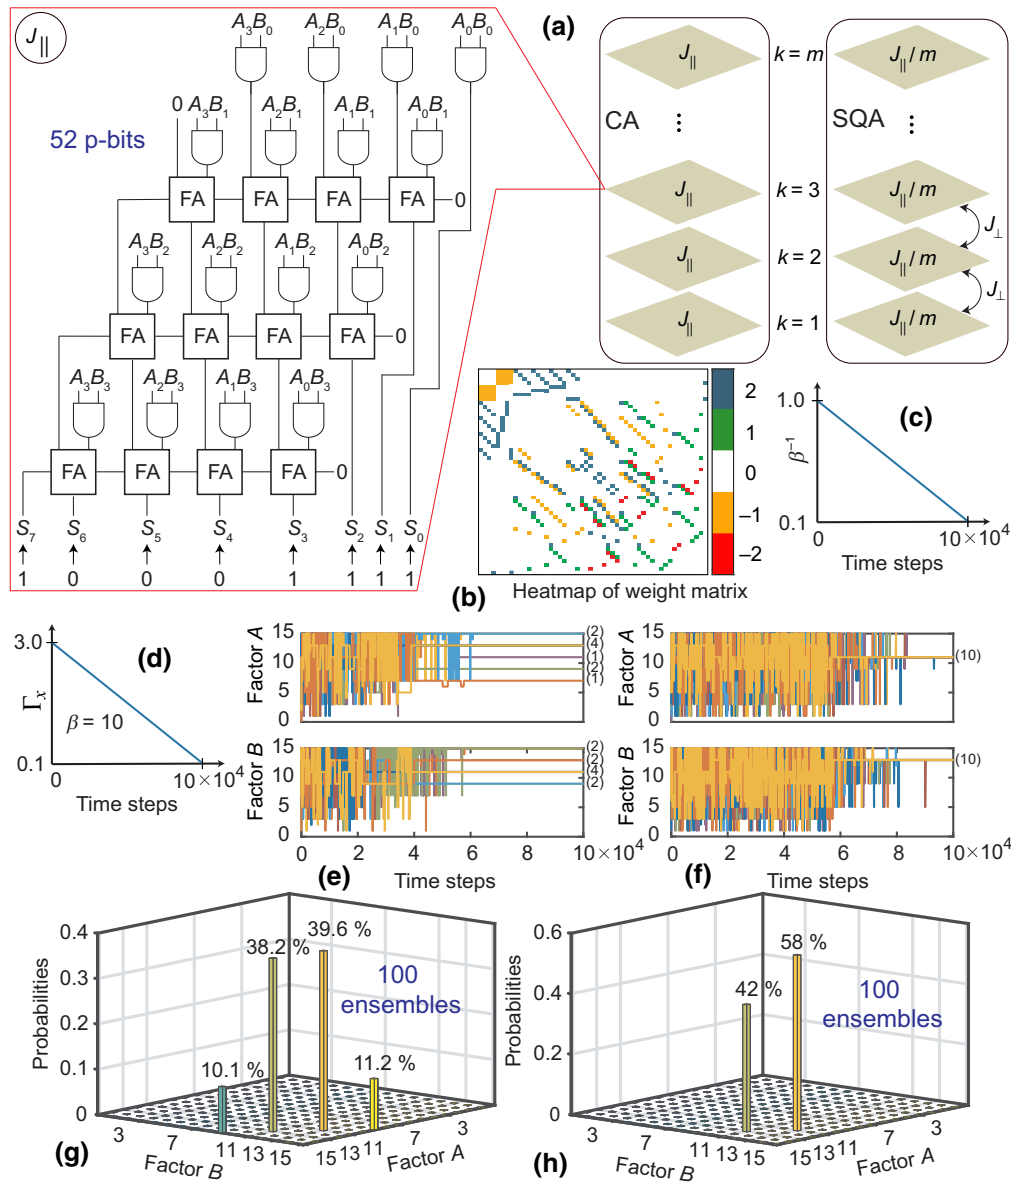 J||
A3B0 A2B0 A1B0 A0B0
0 A3B1 A2B1 A1B1 A0B1
52 p-bits
FA FA FA FA 0
A3B2 A2B2 A1B2 A0B2
FA FA FA FA 0
A3B3 A2B3 A1B3 A0B3
FA FA FA FA 0
S7 S6 S5 S4 S3 S2 S1 S0
1 0 0 0 1 1 1 1
(a)
J|| k = m J|| / m
CA ⋮ SQA ⋮
J|| k = 3 J|| / m
J⊥
J|| k = 2 J|| / m
J⊥
J|| k = 1 J|| / m
2
1
0
–1
–2
(b) Heatmap of weight matrix
(c)
1.0
β–1
0.1
0 10×104
Time steps
(d)
3.0
Γx
β = 10
0.1
0 10×104
Time steps
Factor A
15
10
5
0
(2)
(4)
(1)
(2)
(1)
Factor B
15
10
5
0
(2)
(2)
(4)
(2)
0 2 4 6 8 10×104
(e) Time steps
Factor A
15
10
5
0
(10)
Factor B
15
10
5
0
(10)
0 2 4 6 8 10×104
Time steps (f)
Probabilities
0.4
0.3
0.2
0.1
0
38.2 % 39.6 %
100
ensembles
10.1 % 11.2 %
3 7 11 13 15
15 13 11 7 3
(g) Factor B Factor A
Probabilities
0.6
0.4
0.2
0
58 %
42 %
100
ensembles
3 7 11 13 15
15 13 11 7 3
(h) Factor B Factor A